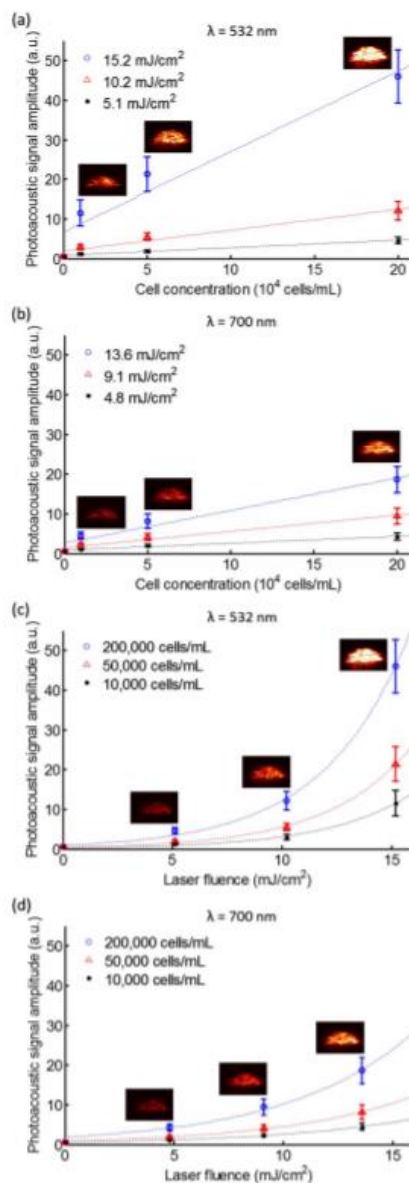 (a)
λ = 532 nm
Photoacoustic signal amplitude (a.u.)
50
40
30
20
10
0
15.2 mJ/cm²
10.2 mJ/cm²
5.1 mJ/cm²
0 5 10 15 20
Cell concentration (10⁴ cells/mL)
(b)
λ = 700 nm
Photoacoustic signal amplitude (a.u.)
50
40
30
20
10
0
13.6 mJ/cm²
9.1 mJ/cm²
4.8 mJ/cm²
0 5 10 15 20
Cell concentration (10⁴ cells/mL)
(c)
λ = 532 nm
Photoacoustic signal amplitude (a.u.)
50
40
30
20
10
0
200,000 cells/mL
50,000 cells/mL
10,000 cells/mL
0 5 10 15
Laser fluence (mJ/cm²)
(d)
λ = 700 nm
Photoacoustic signal amplitude (a.u.)
50
40
30
20
10
0
200,000 cells/mL
50,000 cells/mL
10,000 cells/mL
0 5 10 15
Laser fluence (mJ/cm²)